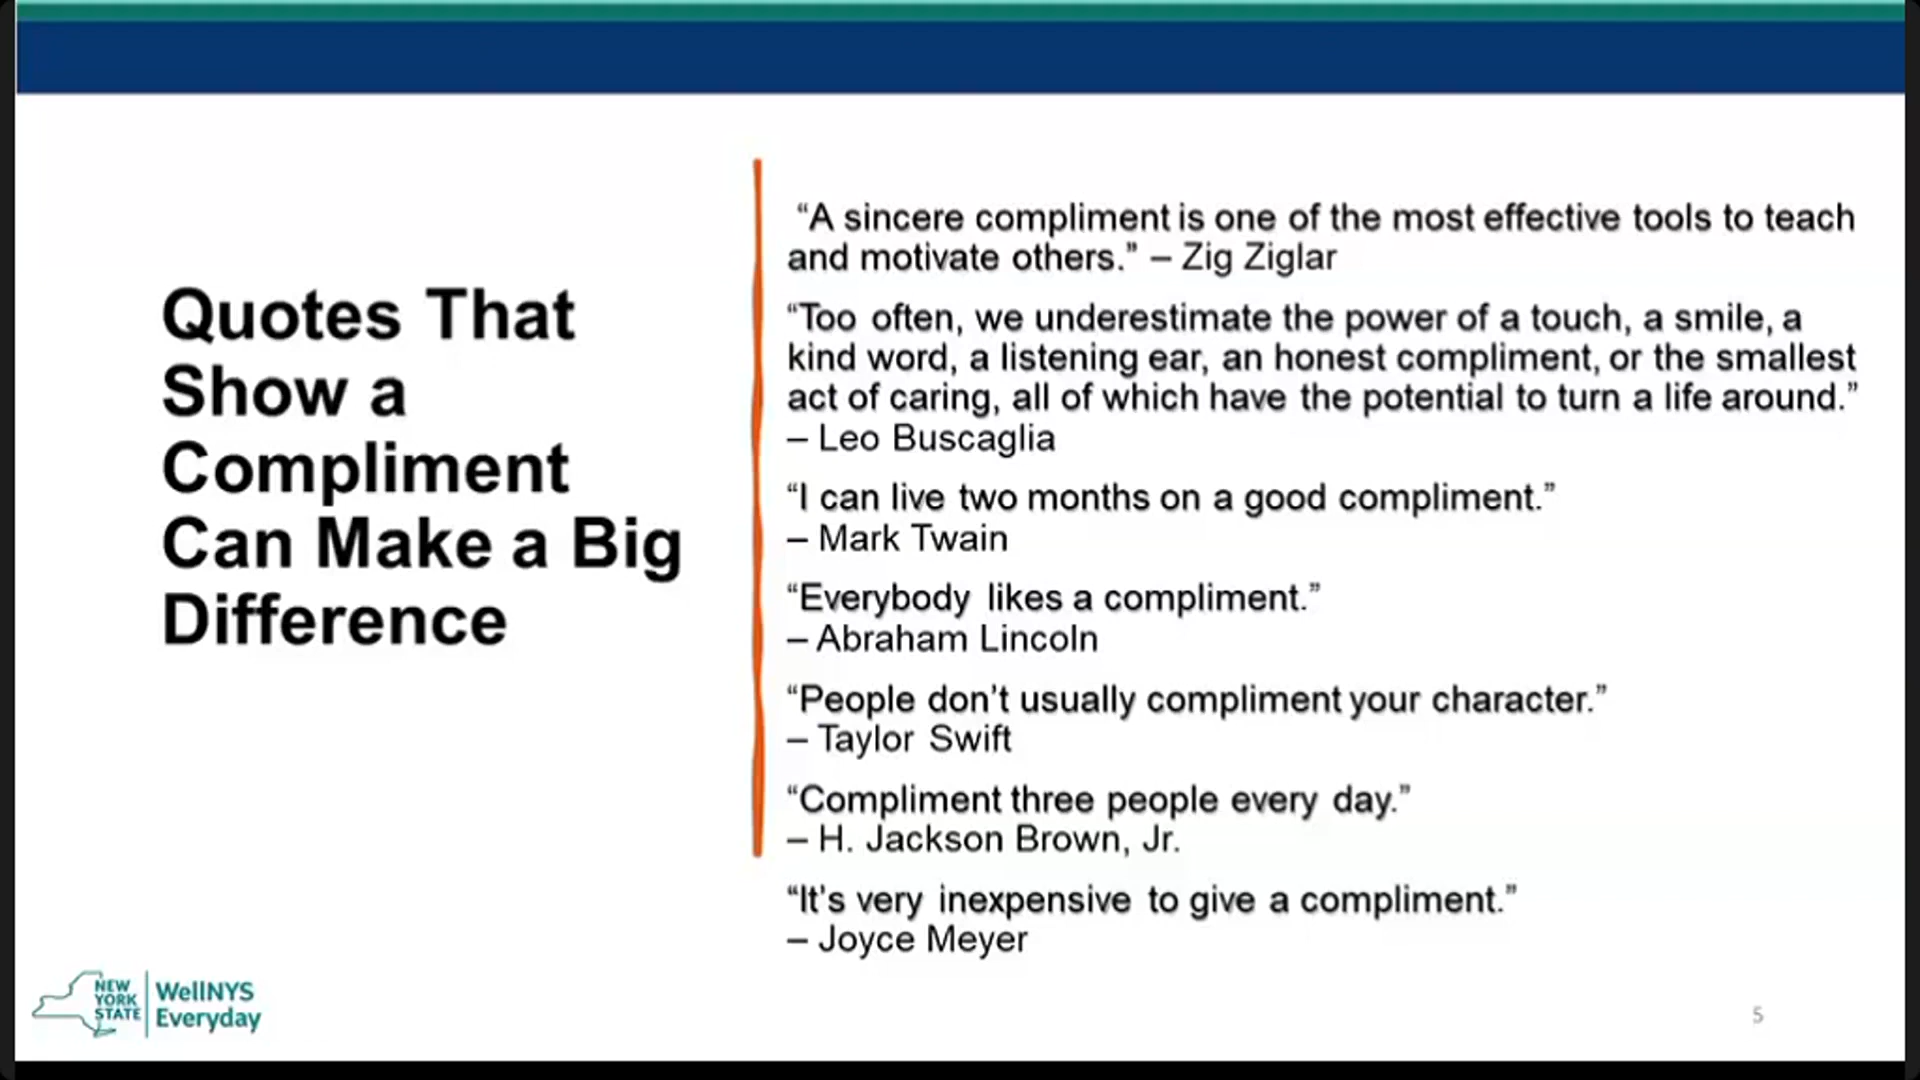 Quotes That
Show a
Compliment
Can Make a Big
Difference
“A sincere compliment is one of the most effective tools to teach
and motivate others.” – Zig Ziglar
“Too often, we underestimate the power of a touch, a smile, a
kind word, a listening ear, an honest compliment, or the smallest
act of caring, all of which have the potential to turn a life around.”
– Leo Buscaglia
“I can live two months on a good compliment.”
– Mark Twain
“Everybody likes a compliment.”
– Abraham Lincoln
“People don’t usually compliment your character.”
– Taylor Swift
“Compliment three people every day.”
– H. Jackson Brown, Jr.
“It’s very inexpensive to give a compliment.”
– Joyce Meyer
NEW
YORK
STATE
WellNYS
Everyday
5